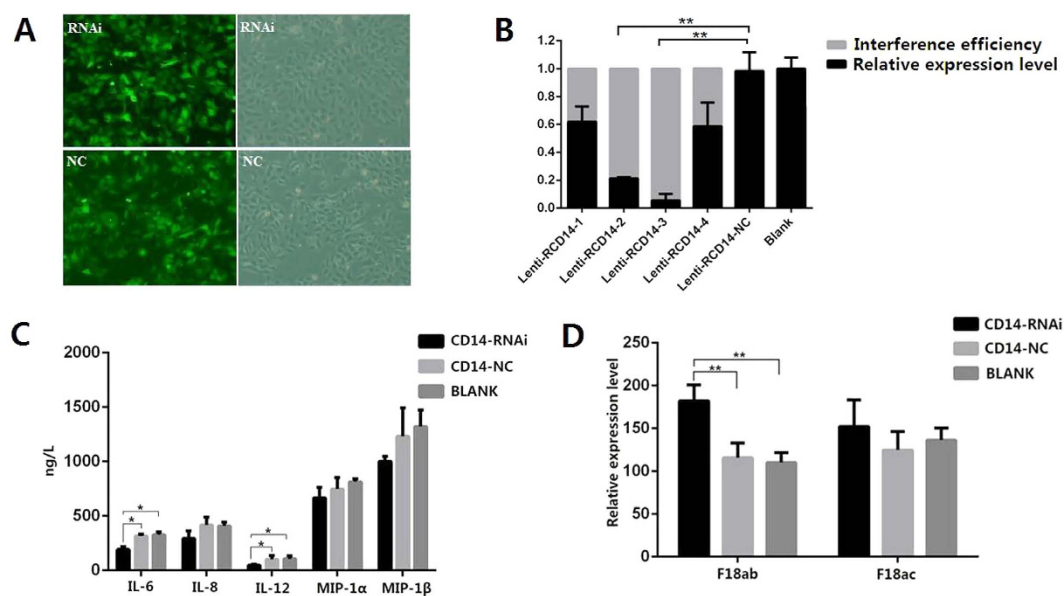 A
RNAi
RNAi
NC
NC
B
**
**
1.2
1.0
0.8
0.6
0.4
0.2
0.0
Lenti-RCD14-1
Lenti-RCD14-2
Lenti-RCD14-3
Lenti-RCD14-4
Lenti-RCD14-NC
Blank
Interference efficiency
Relative expression level
C
ng/L
2000
1500
1000
500
0
*
*
*
*
IL-6
IL-8
IL-12
MIP-1α
MIP-1β
CD14-RNAi
CD14-NC
BLANK
D
Relative expression level
250
200
150
100
50
0
**
**
F18ab
F18ac
CD14-RNAi
CD14-NC
BLANK